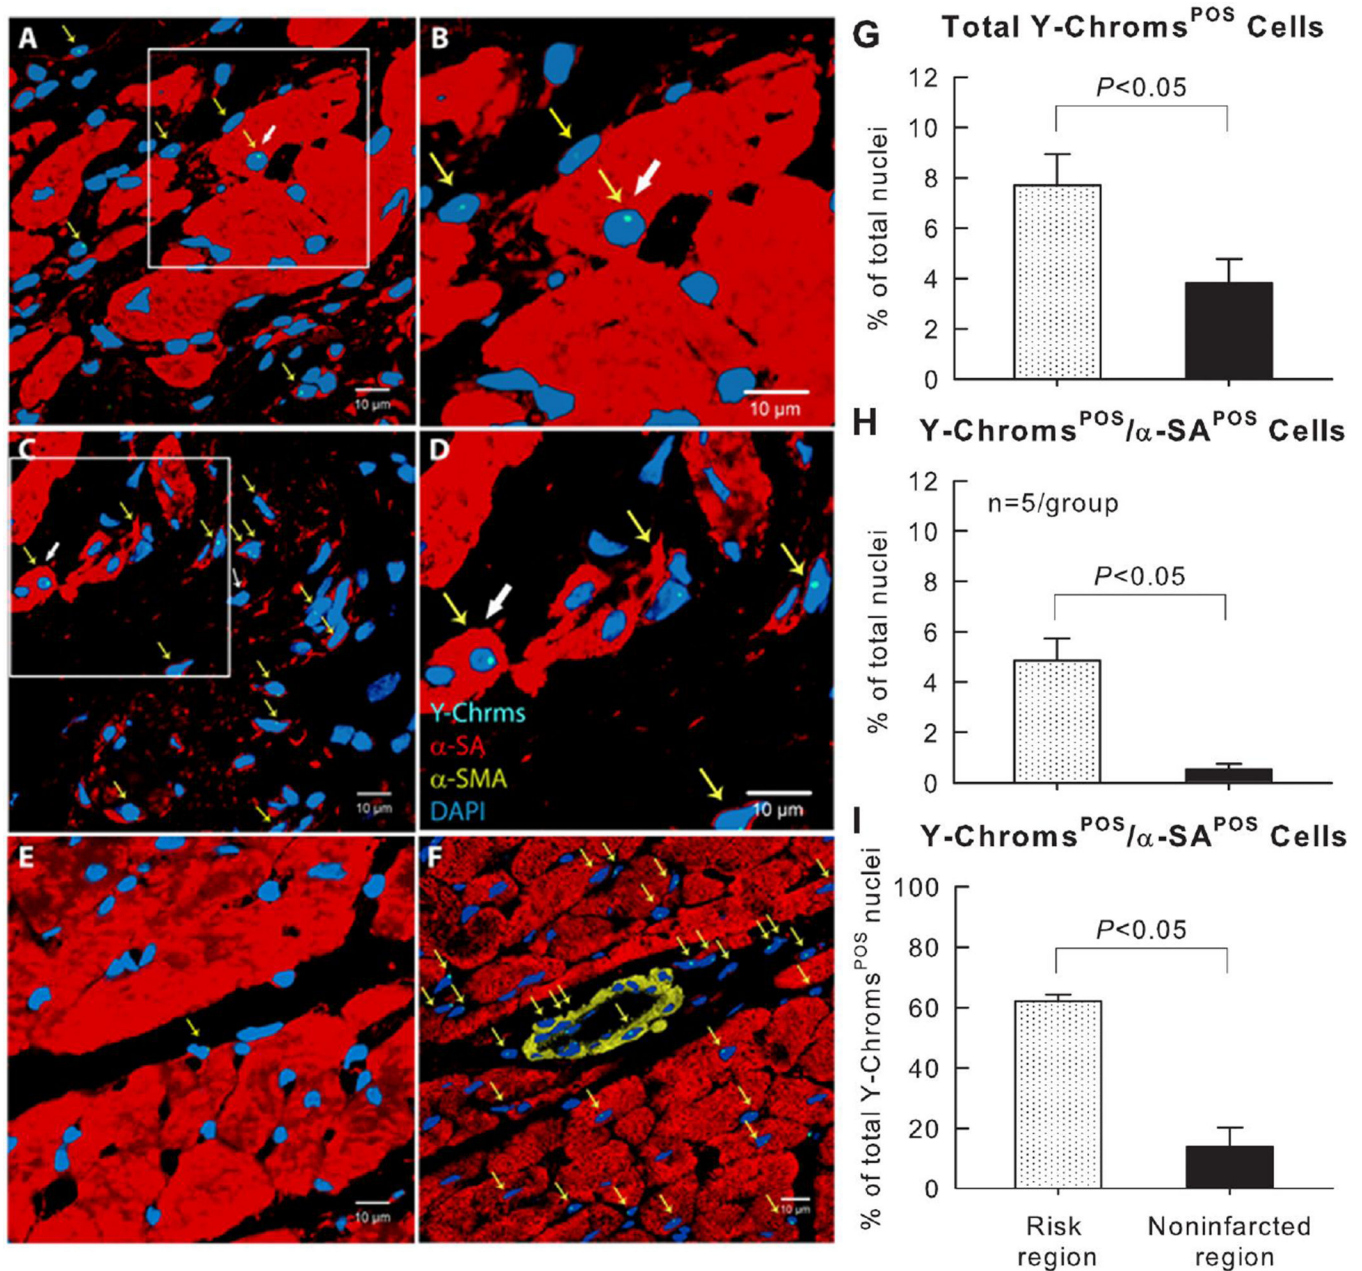 A
10 µm
B
10 µm
C
10 µm
D
Y-Chrms
α-SA
α-SMA
DAPI
10 µm
E
10 µm
F
10 µm
G Total Y-Chroms^POS Cells
% of total nuclei
12
10
8
6
4
2
0
P<0.05
H Y-Chroms^POS/α-SA^POS Cells
% of total nuclei
12
10
8
6
4
2
0
n=5/group
P<0.05
I Y-Chroms^POS/α-SA^POS Cells
% of total Y-Chroms^POS nuclei
100
80
60
40
20
0
P<0.05
Risk
region
Noninfarcted
region